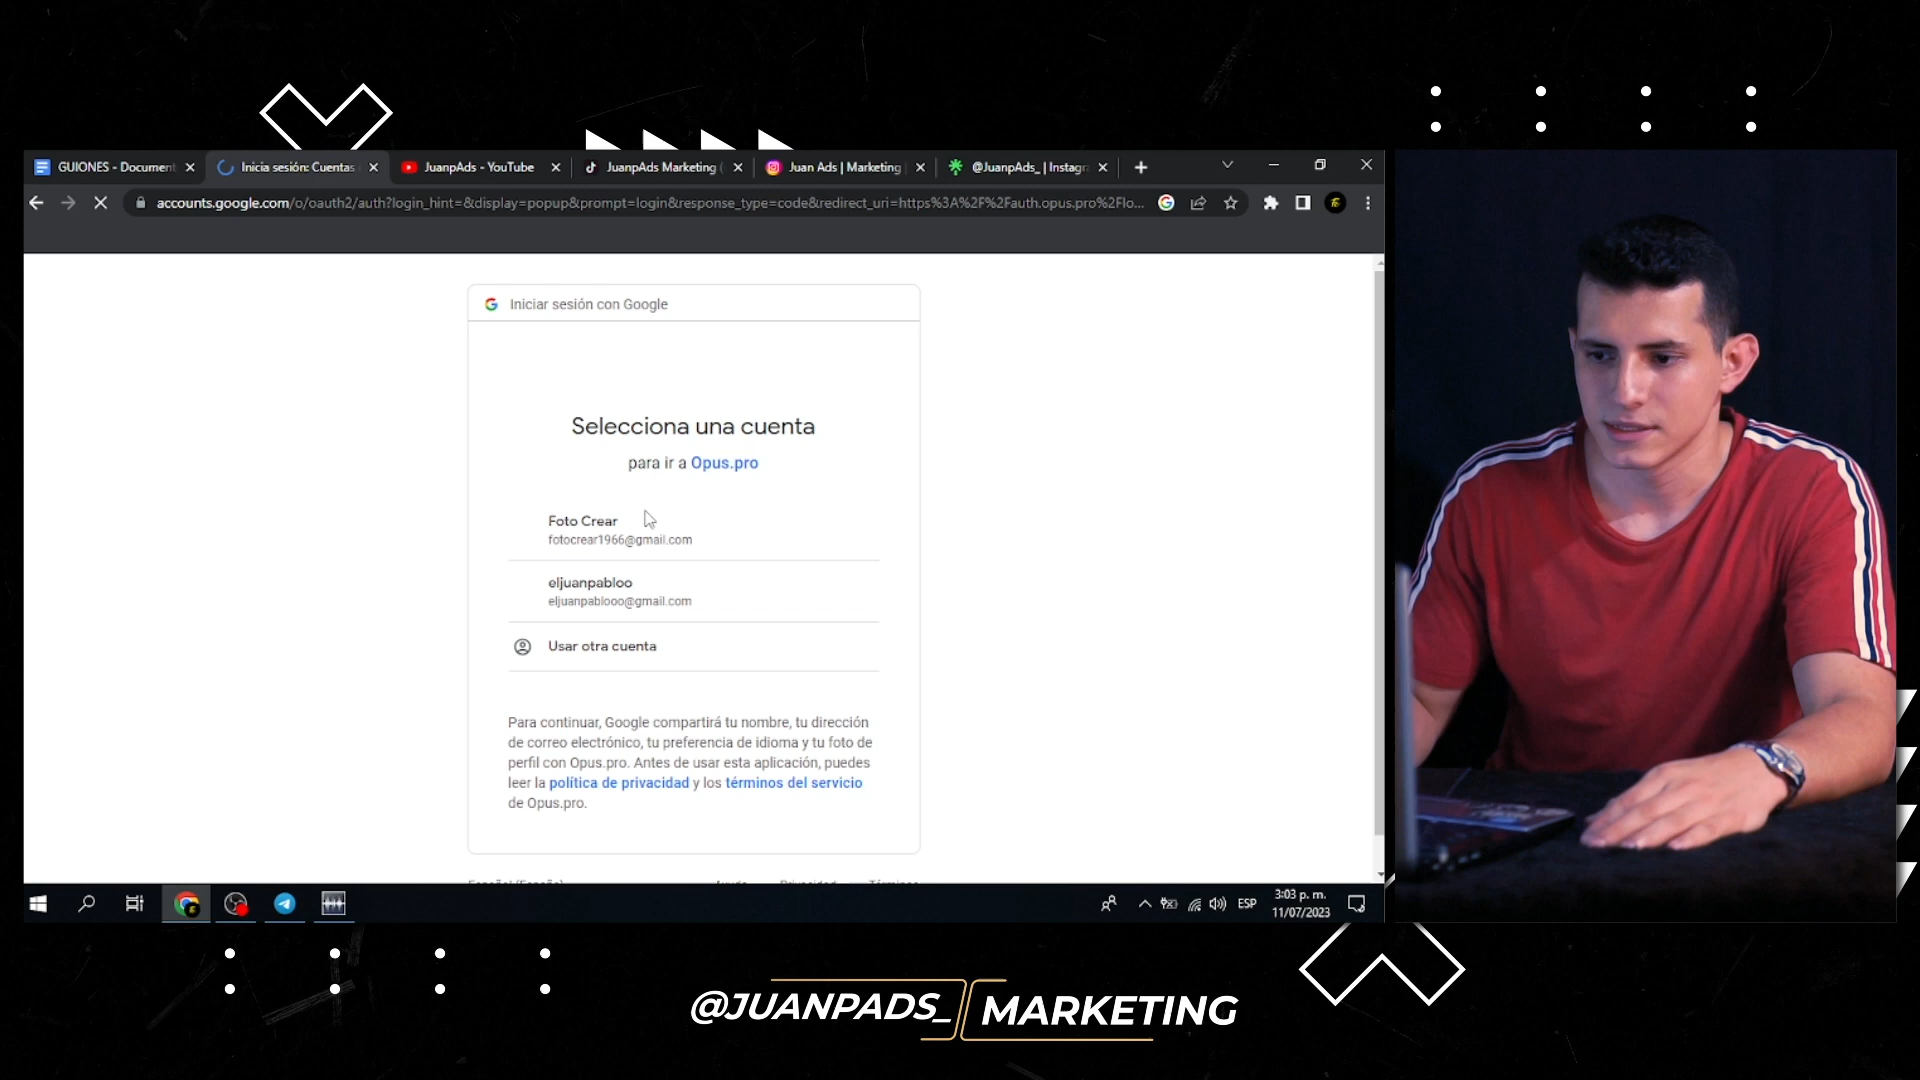 GUIONES - Document
Inicia sesión: Cuentas
JuanpAds - YouTube
JuanpAds Marketing (
Juan Ads | Marketing
@JuanpAds_ | Instagr
accounts.google.com/o/oauth2/auth?login_hint=&display=popup&prompt=login&response_type=code&redirect_uri=https%3A%2F%2Fauth.opus.pro%2Flo...
Iniciar sesión con Google
Selecciona una cuenta
para ir a Opus.pro
Foto Crear
fotocrear1966@gmail.com
eljuanpabloo
eljuanpablooo@gmail.com
Usar otra cuenta
Para continuar, Google compartirá tu nombre, tu dirección
de correo electrónico, tu preferencia de idioma y tu foto de
perfil con Opus.pro. Antes de usar esta aplicación, puedes
leer la política de privacidad y los términos del servicio
de Opus.pro.
ESP
3:03 p. m.
11/07/2023
@JUANPADS_
MARKETING